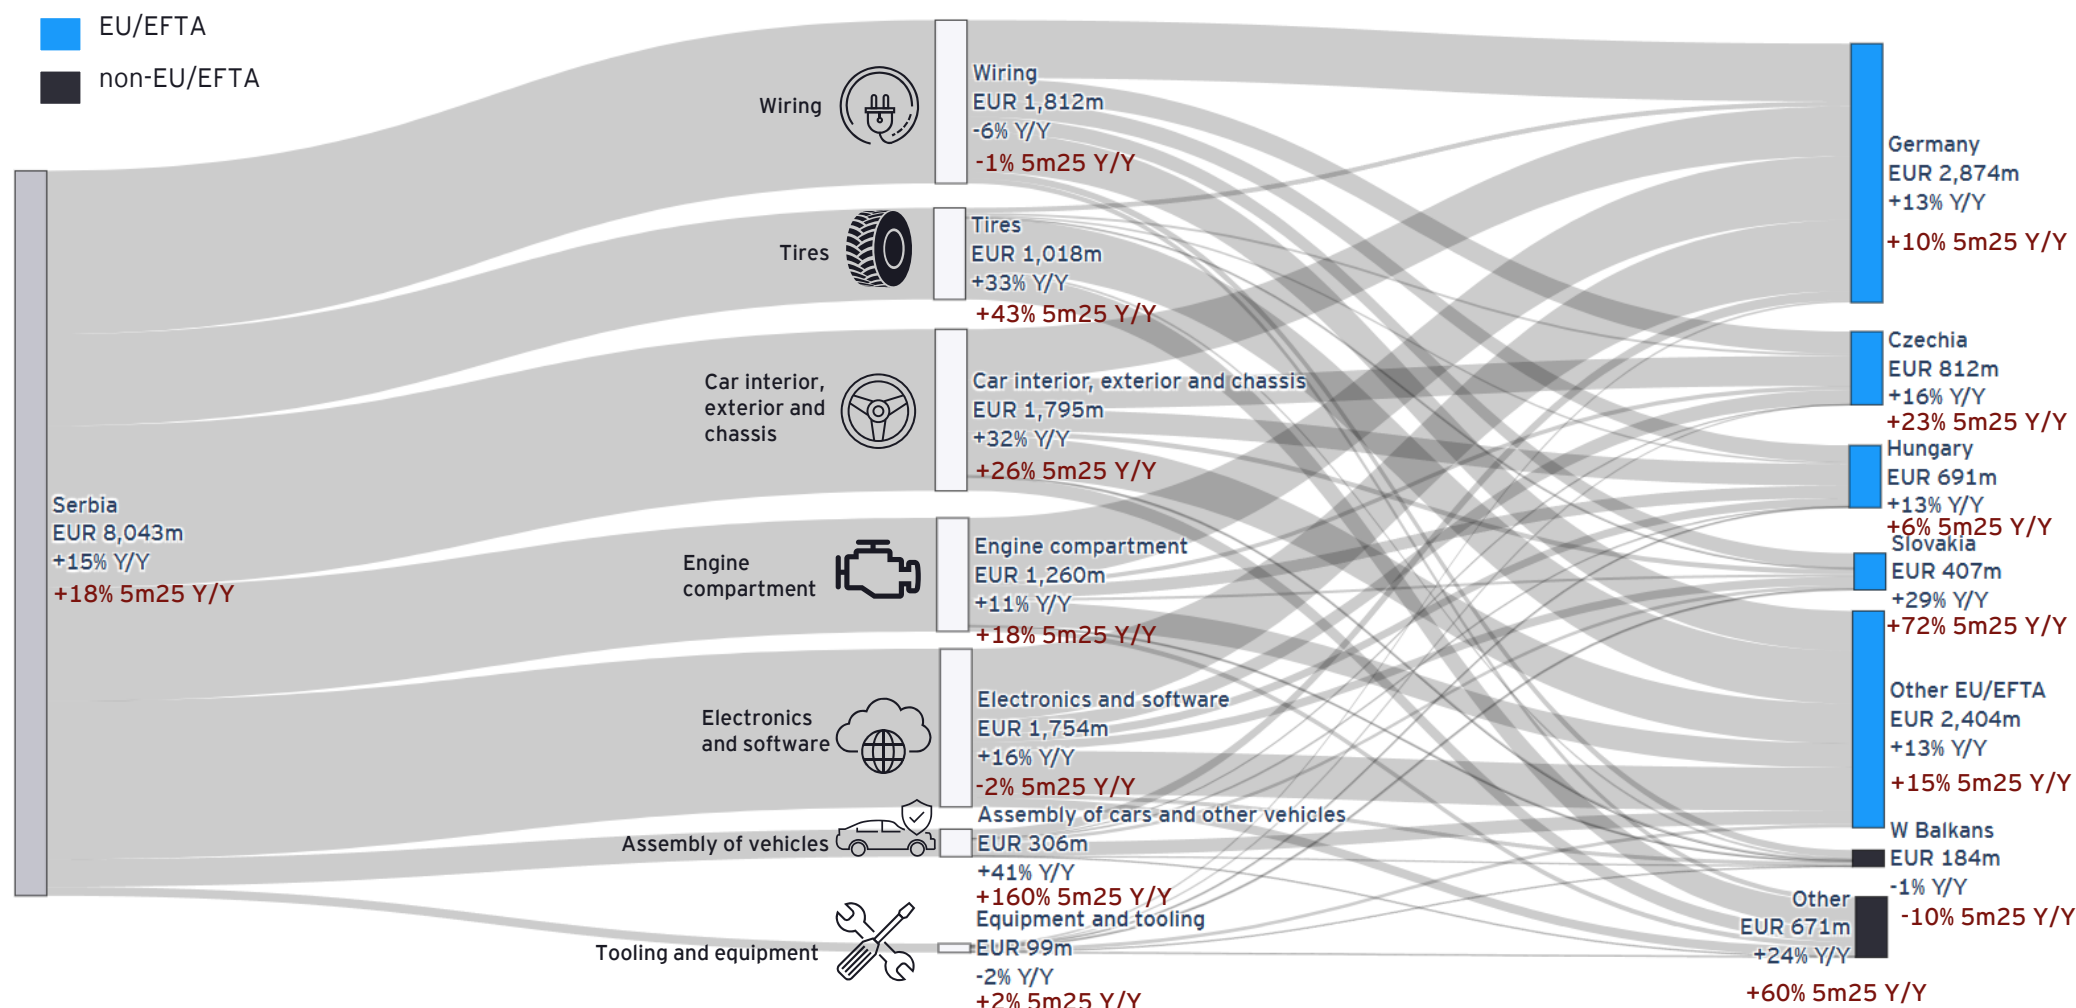 EU/EFTA
non-EU/EFTA
Serbia
EUR 8,043m
+15% Y/Y
+18% 5m25 Y/Y
Wiring
Tires
Car interior,
exterior and
chassis
Engine
compartment
Electronics
and software
Assembly of vehicles
Tooling and equipment
Wiring
EUR 1,812m
-6% Y/Y
-1% 5m25 Y/Y
Tires
EUR 1,018m
+33% Y/Y
+43% 5m25 Y/Y
Car interior, exterior and chassis
EUR 1,795m
+32% Y/Y
+26% 5m25 Y/Y
Engine compartment
EUR 1,260m
+11% Y/Y
+18% 5m25 Y/Y
Electronics and software
EUR 1,754m
+16% Y/Y
-2% 5m25 Y/Y
Assembly of cars and other vehicles
EUR 306m
+41% Y/Y
+160% 5m25 Y/Y
Equipment and tooling
EUR 99m
-2% Y/Y
+2% 5m25 Y/Y
Germany
EUR 2,874m
+13% Y/Y
+10% 5m25 Y/Y
Czechia
EUR 812m
+16% Y/Y
+23% 5m25 Y/Y
Hungary
EUR 691m
+13% Y/Y
+6% 5m25 Y/Y
Slovakia
EUR 407m
+29% Y/Y
+72% 5m25 Y/Y
Other EU/EFTA
EUR 2,404m
+13% Y/Y
+15% 5m25 Y/Y
W Balkans
EUR 184m
-1% Y/Y
-10% 5m25 Y/Y
Other
EUR 671m
+24% Y/Y
+60% 5m25 Y/Y